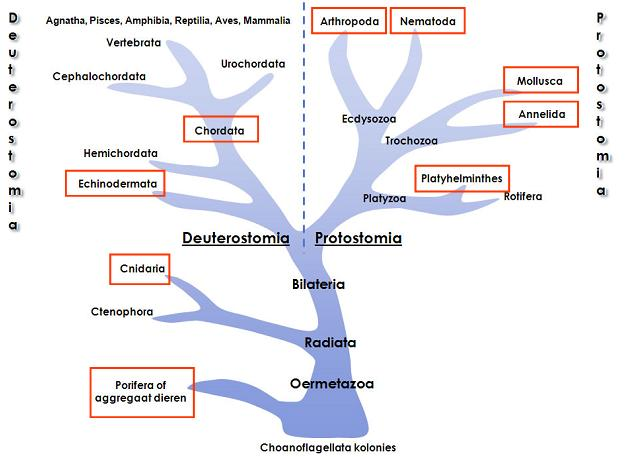 Deuterostomia
Agnatha, Pisces, Amphibia, Reptilia, Aves, Mammalia
Arthropoda
Nematoda
Protostomia
Vertebrata
Urochordata
Cephalochordata
Mollusca
Annelida
Chordata
Ecdysozoa
Trochozoa
Hemichordata
Echinodermata
Platyhelminthes
Platyzoa
Rotifera
Deuterostomia
Protostomia
Cnidaria
Bilateria
Ctenophora
Radiata
Porifera of
aggregaat dieren
Oermetazoa
Choanoflagellata kolonies